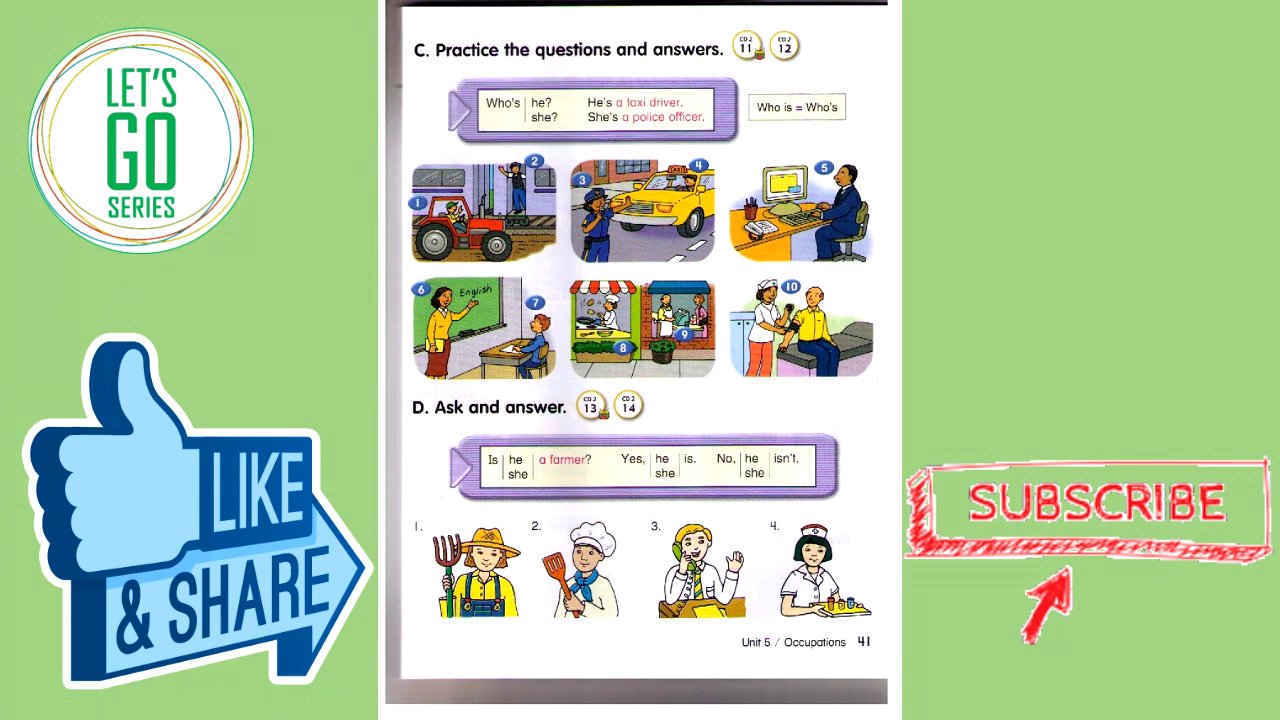 LET'S
GO
SERIES
LIKE
& SHARE
C. Practice the questions and answers.
CD 2
11
CD 2
12
Who's he? He's a taxi driver.
she? She's a police officer.
Who is = Who's
1
2
3
4
TAXI
5
6
English
7
8
9
10
D. Ask and answer.
CD 2
13
CD 2
14
Is he a farmer? Yes, he is. No, he isn't.
she she she
1.
2.
3.
4.
Unit 5 / Occupations 41
SUBSCRIBE